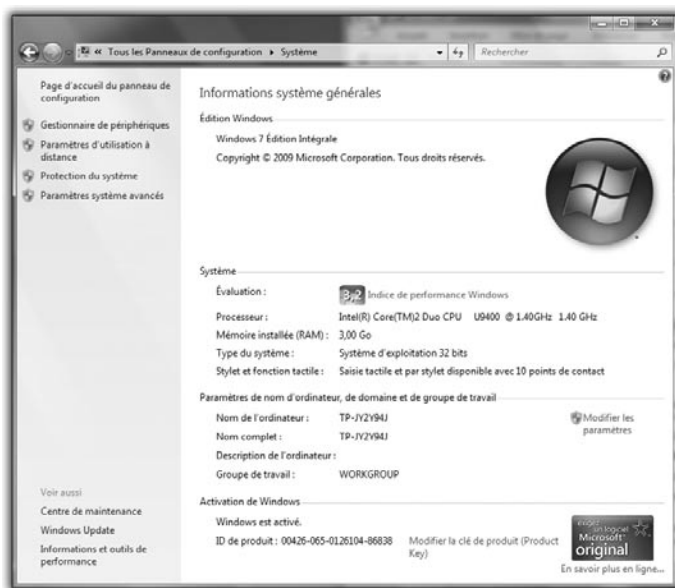 « Tous les Panneaux de configuration ▸ Système
Rechercher
Page d'accueil du panneau de
configuration
Gestionnaire de périphériques
Paramètres d'utilisation à
distance
Protection du système
Paramètres système avancés
Voir aussi
Centre de maintenance
Windows Update
Informations et outils de
performance
Informations système générales
Édition Windows
Windows 7 Édition Intégrale
Copyright © 2009 Microsoft Corporation. Tous droits réservés.
Système
Évaluation :
3,2 Indice de performance Windows
Processeur : Intel(R) Core(TM)2 Duo CPU U9400 @ 1.40GHz 1.40 GHz
Mémoire installée (RAM) : 3,00 Go
Type du système : Système d'exploitation 32 bits
Stylet et fonction tactile : Saisie tactile et par stylet disponible avec 10 points de contact
Paramètres de nom d'ordinateur, de domaine et de groupe de travail
Nom de l'ordinateur : TP-JY2Y94J
Modifier les
paramètres
Nom complet : TP-JY2Y94J
Description de l'ordinateur :
Groupe de travail : WORKGROUP
Activation de Windows
Windows est activé.
ID de produit : 00426-065-0126104-86838
Modifier la clé de produit (Product
Key)
exigez
un logiciel
Microsoft
original
En savoir plus en ligne...